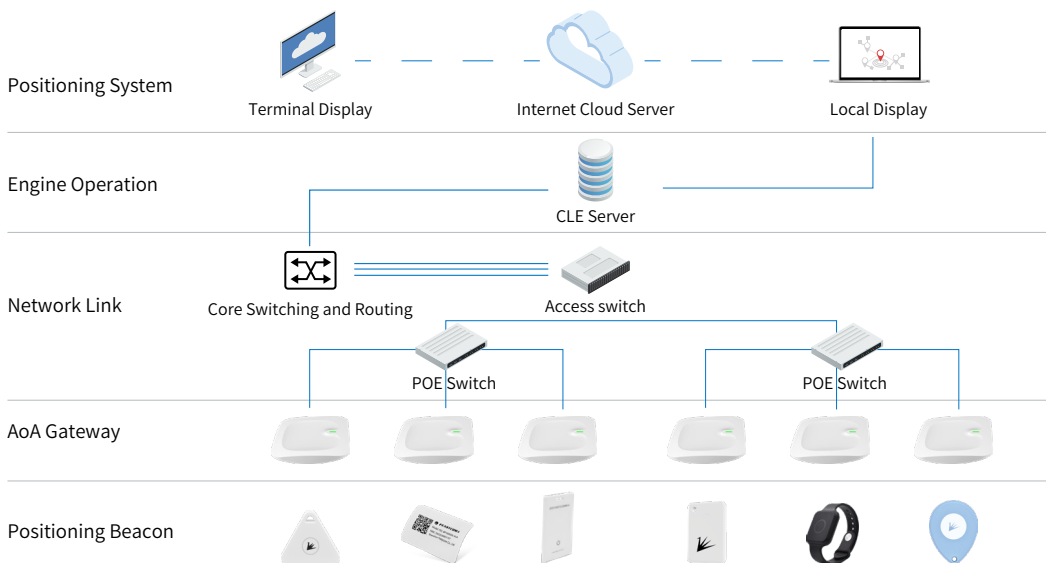 Positioning System
Terminal Display
Internet Cloud Server
Local Display
Engine Operation
CLE Server
Network Link
Core Switching and Routing
Access switch
POE Switch
POE Switch
AoA Gateway
Positioning Beacon